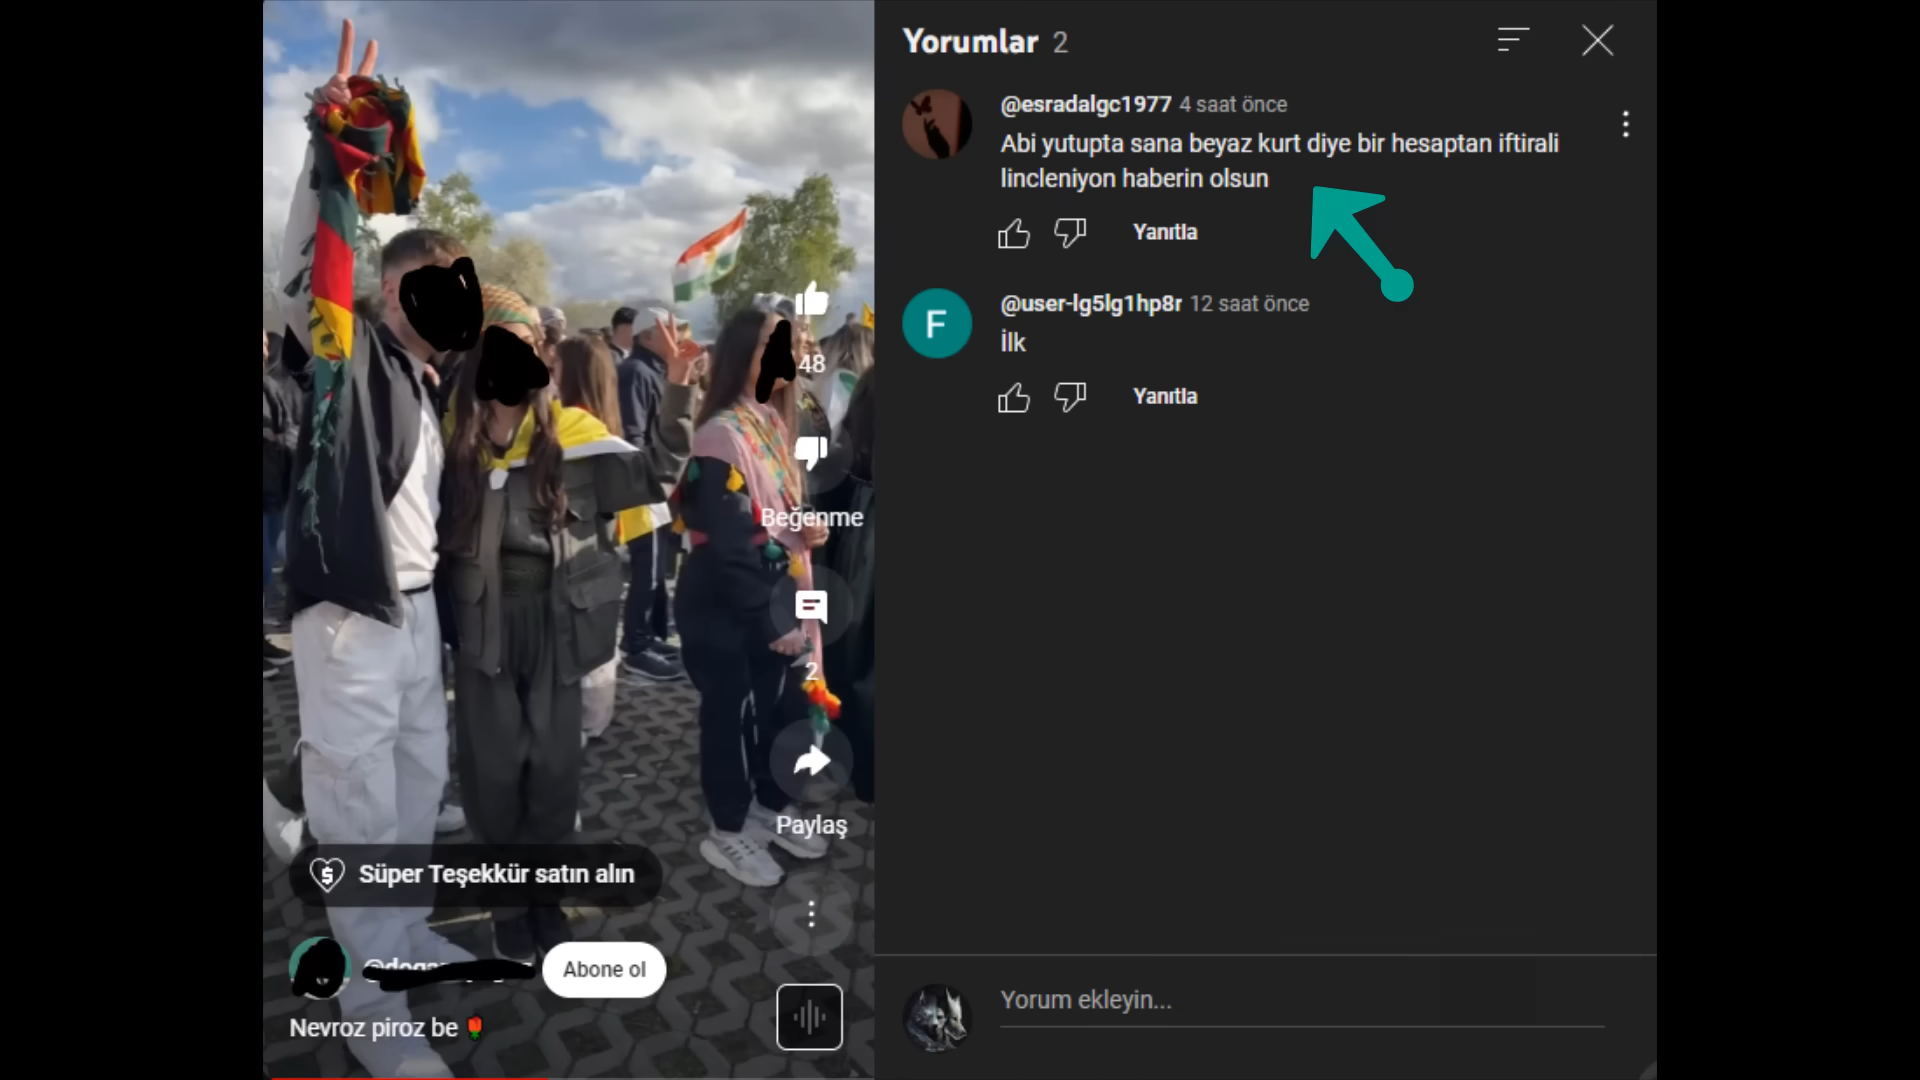 Yorumlar 2
@esradalgc1977 4 saat önce
Abi yutupta sana beyaz kurt diye bir hesaptan iftirali
lincleniyon haberin olsun
Yanıtla
@user-lg5lg1hp8r 12 saat önce
F
İlk
Yanıtla
48
Beğenme
2
Paylaş
Süper Teşekkür satın alın
Abone ol
Nevroz piroz be
Yorum ekleyin...